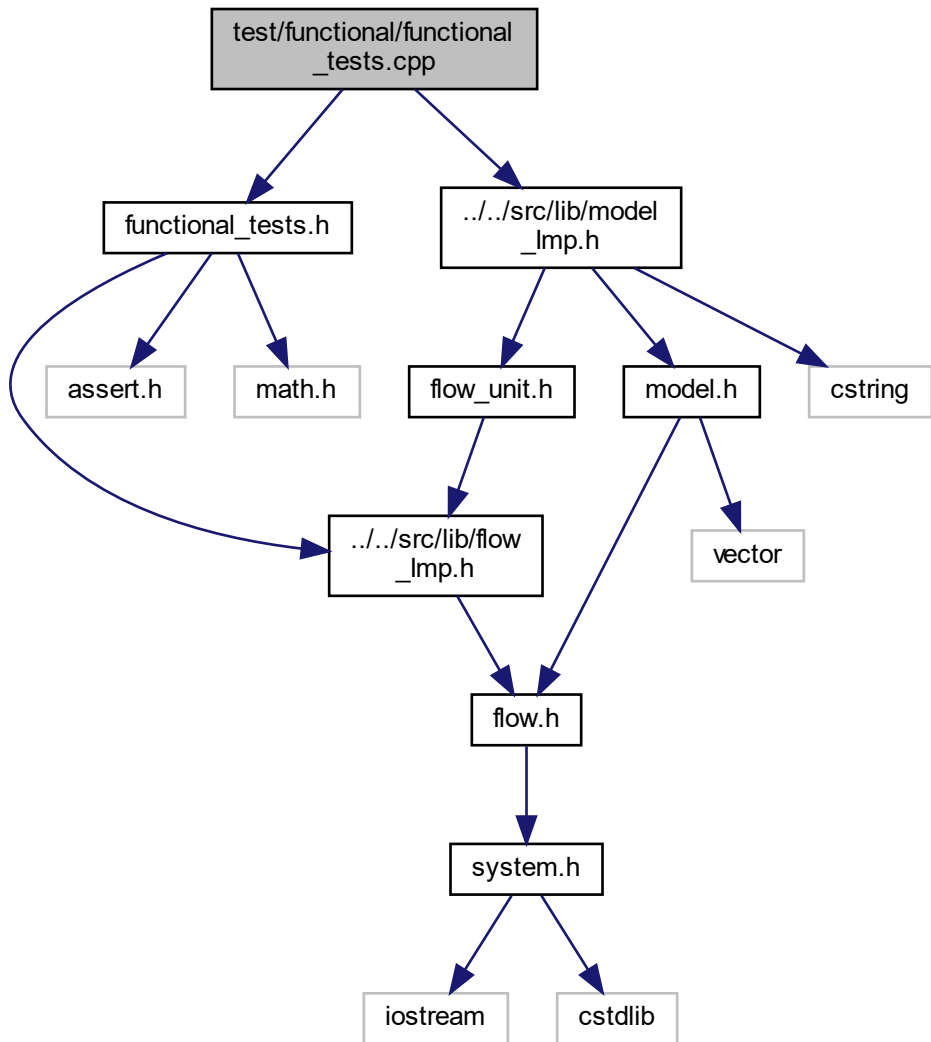 test/functional/functional
_tests.cpp
functional_tests.h
../../src/lib/model
_Imp.h
assert.h
math.h
flow_unit.h
model.h
cstring
../../src/lib/flow
_Imp.h
vector
flow.h
system.h
iostream
cstdlib